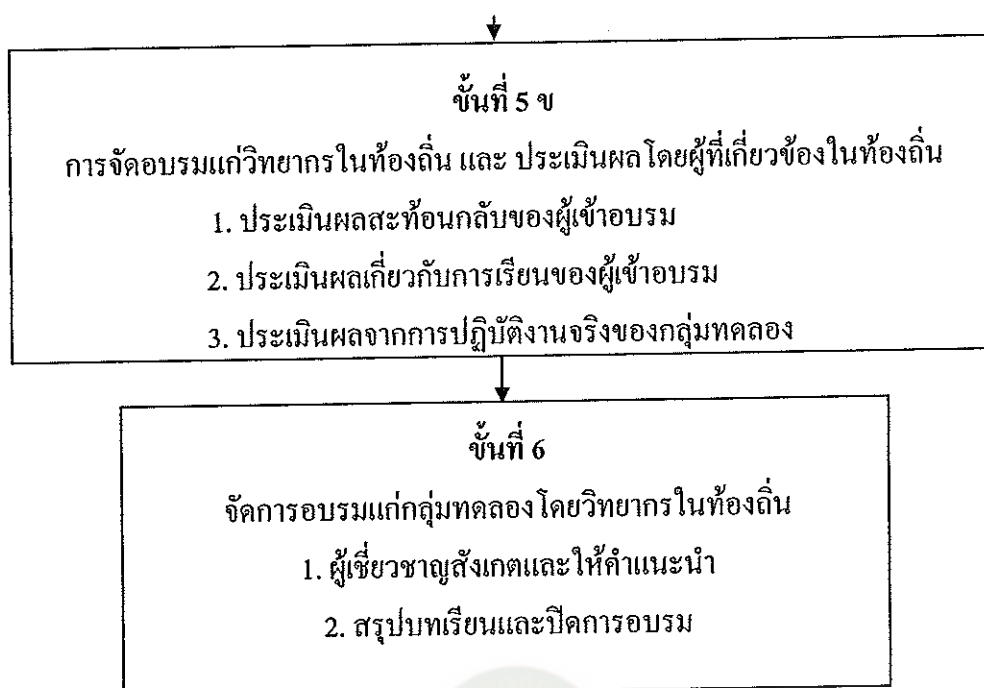 ขั้นที่ 5 ข
การจัดอบรมแก่วิทยากรในท้องถิ่น และ ประเมินผลโดยผู้ที่เกี่ยวข้องในท้องถิ่น
1. ประเมินผลสะท้อนกลับของผู้เข้าอบรม
2. ประเมินผลเกี่ยวกับการเรียนของผู้เข้าอบรม
3. ประเมินผลจากการปฏิบัติงานจริงของกลุ่มทดลอง
ขั้นที่ 6
จัดการอบรมแก่กลุ่มทดลองโดยวิทยากรในท้องถิ่น
1. ผู้เชี่ยวชาญสังเกตและให้คำแนะนำ
2. สรุปบทเรียนและปิดการอบรม